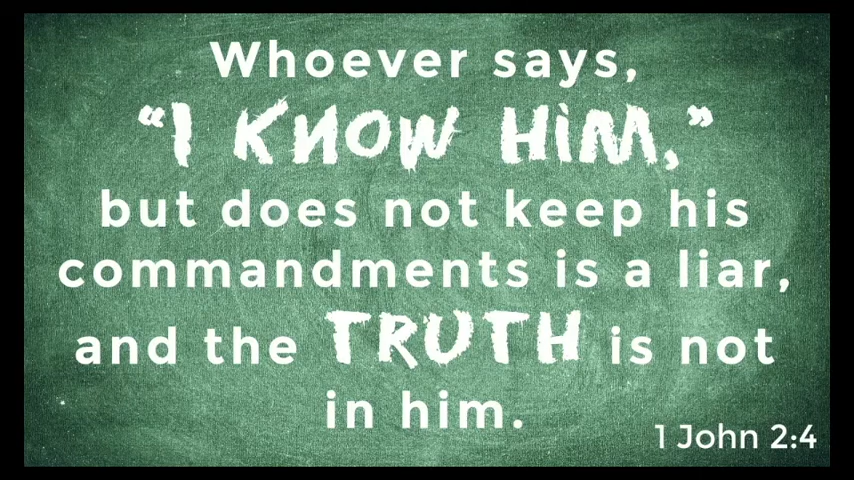 Whoever says,
“I KNOW HiM,”
but does not keep his
commandments is a liar,
and the TRUTH is not
in him.
1 John 2:4